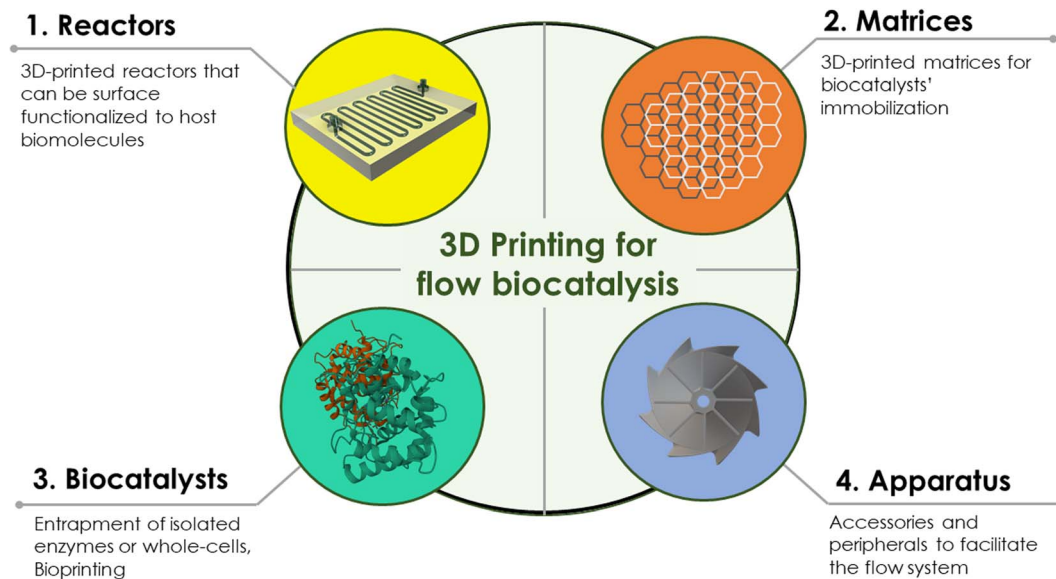 1. Reactors
3D-printed reactors that
can be surface
functionalized to host
biomolecules
2. Matrices
3D-printed matrices for
biocatalysts'
immobilization
3D Printing for
flow biocatalysis
3. Biocatalysts
Entrapment of isolated
enzymes or whole-cells,
Bioprinting
4. Apparatus
Accessories and
peripherals to facilitate
the flow system